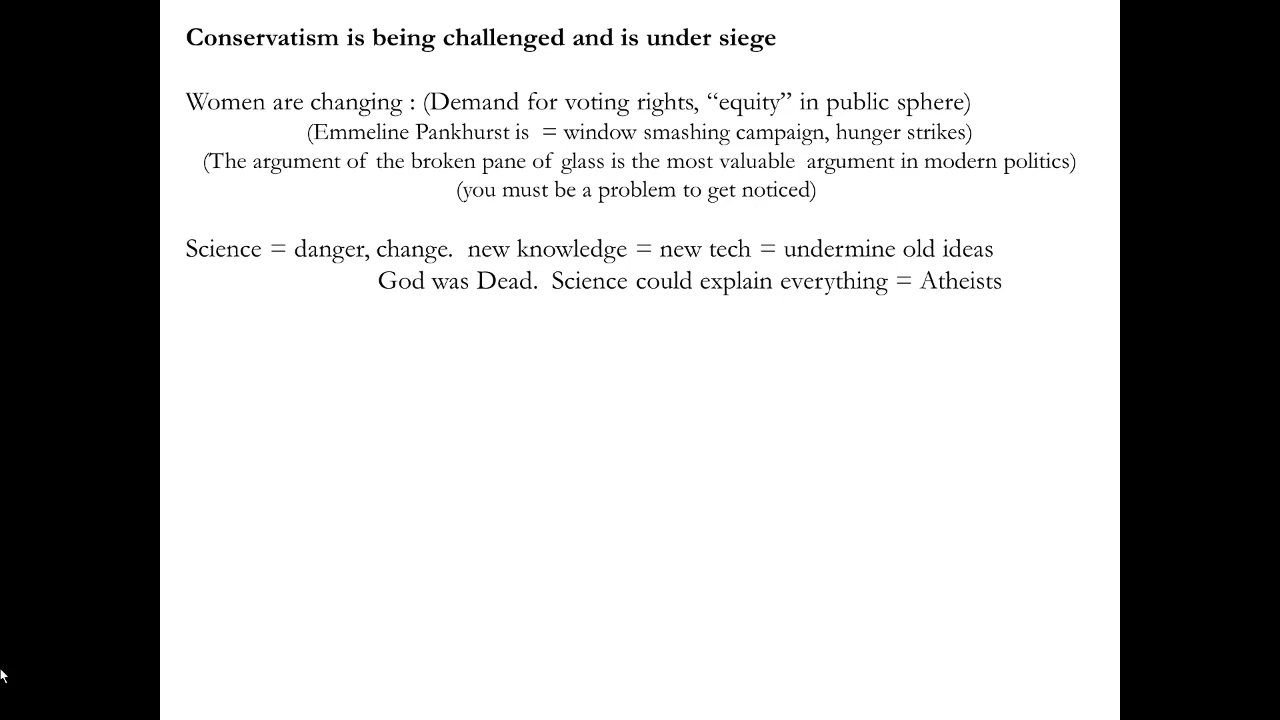 Conservatism is being challenged and is under siege
Women are changing : (Demand for voting rights, “equity” in public sphere)
(Emmeline Pankhurst is = window smashing campaign, hunger strikes)
(The argument of the broken pane of glass is the most valuable argument in modern politics)
(you must be a problem to get noticed)
Science = danger, change. new knowledge = new tech = undermine old ideas
God was Dead. Science could explain everything = Atheists